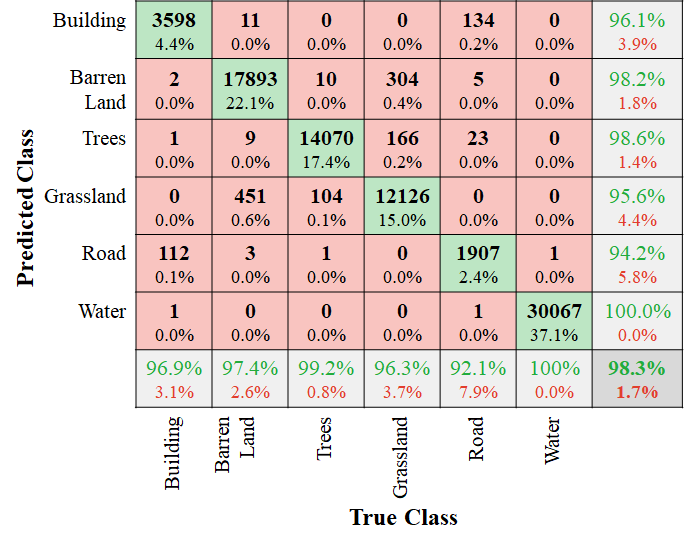 Building 3598 11 0 0 134 0 96.1%
4.4% 0.0% 0.0% 0.0% 0.2% 0.0% 3.9%
Barren 2 17893 10 304 5 0 98.2%
Land 0.0% 22.1% 0.0% 0.4% 0.0% 0.0% 1.8%
Trees 1 9 14070 166 23 0 98.6%
0.0% 0.0% 17.4% 0.2% 0.0% 0.0% 1.4%
Grassland 0 451 104 12126 0 0 95.6%
0.0% 0.6% 0.1% 15.0% 0.0% 0.0% 4.4%
Road 112 3 1 0 1907 1 94.2%
0.1% 0.0% 0.0% 0.0% 2.4% 0.0% 5.8%
Water 1 0 0 0 1 30067 100.0%
0.0% 0.0% 0.0% 0.0% 0.0% 37.1% 0.0%
96.9% 97.4% 99.2% 96.3% 92.1% 100% 98.3%
3.1% 2.6% 0.8% 3.7% 7.9% 0.0% 1.7%
Predicted Class
Building
Barren
Land
Trees
Grassland
Road
Water
True Class